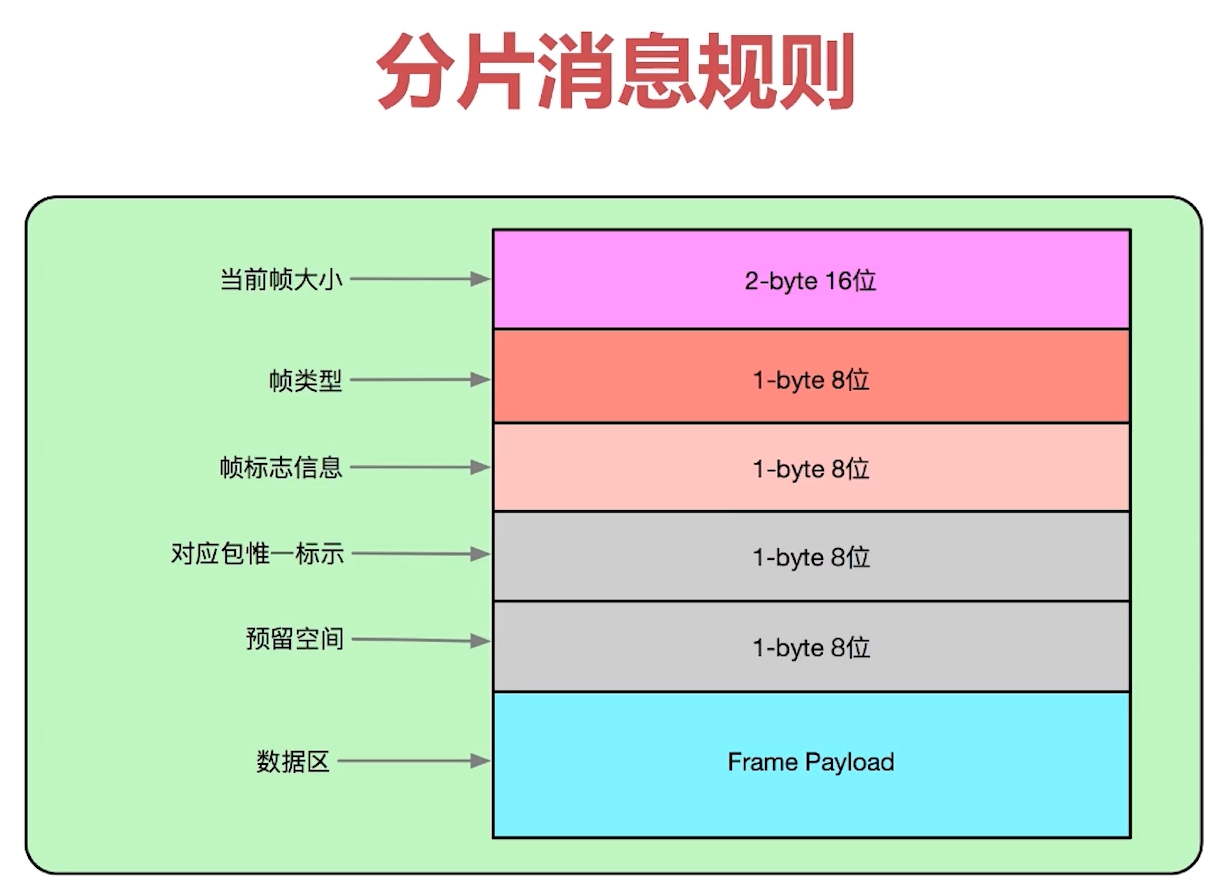 分片消息规则
当前帧大小 2-byte 16位
帧类型 1-byte 8位
帧标志信息 1-byte 8位
对应包惟一标示 1-byte 8位
预留空间 1-byte 8位
数据区 Frame Payload